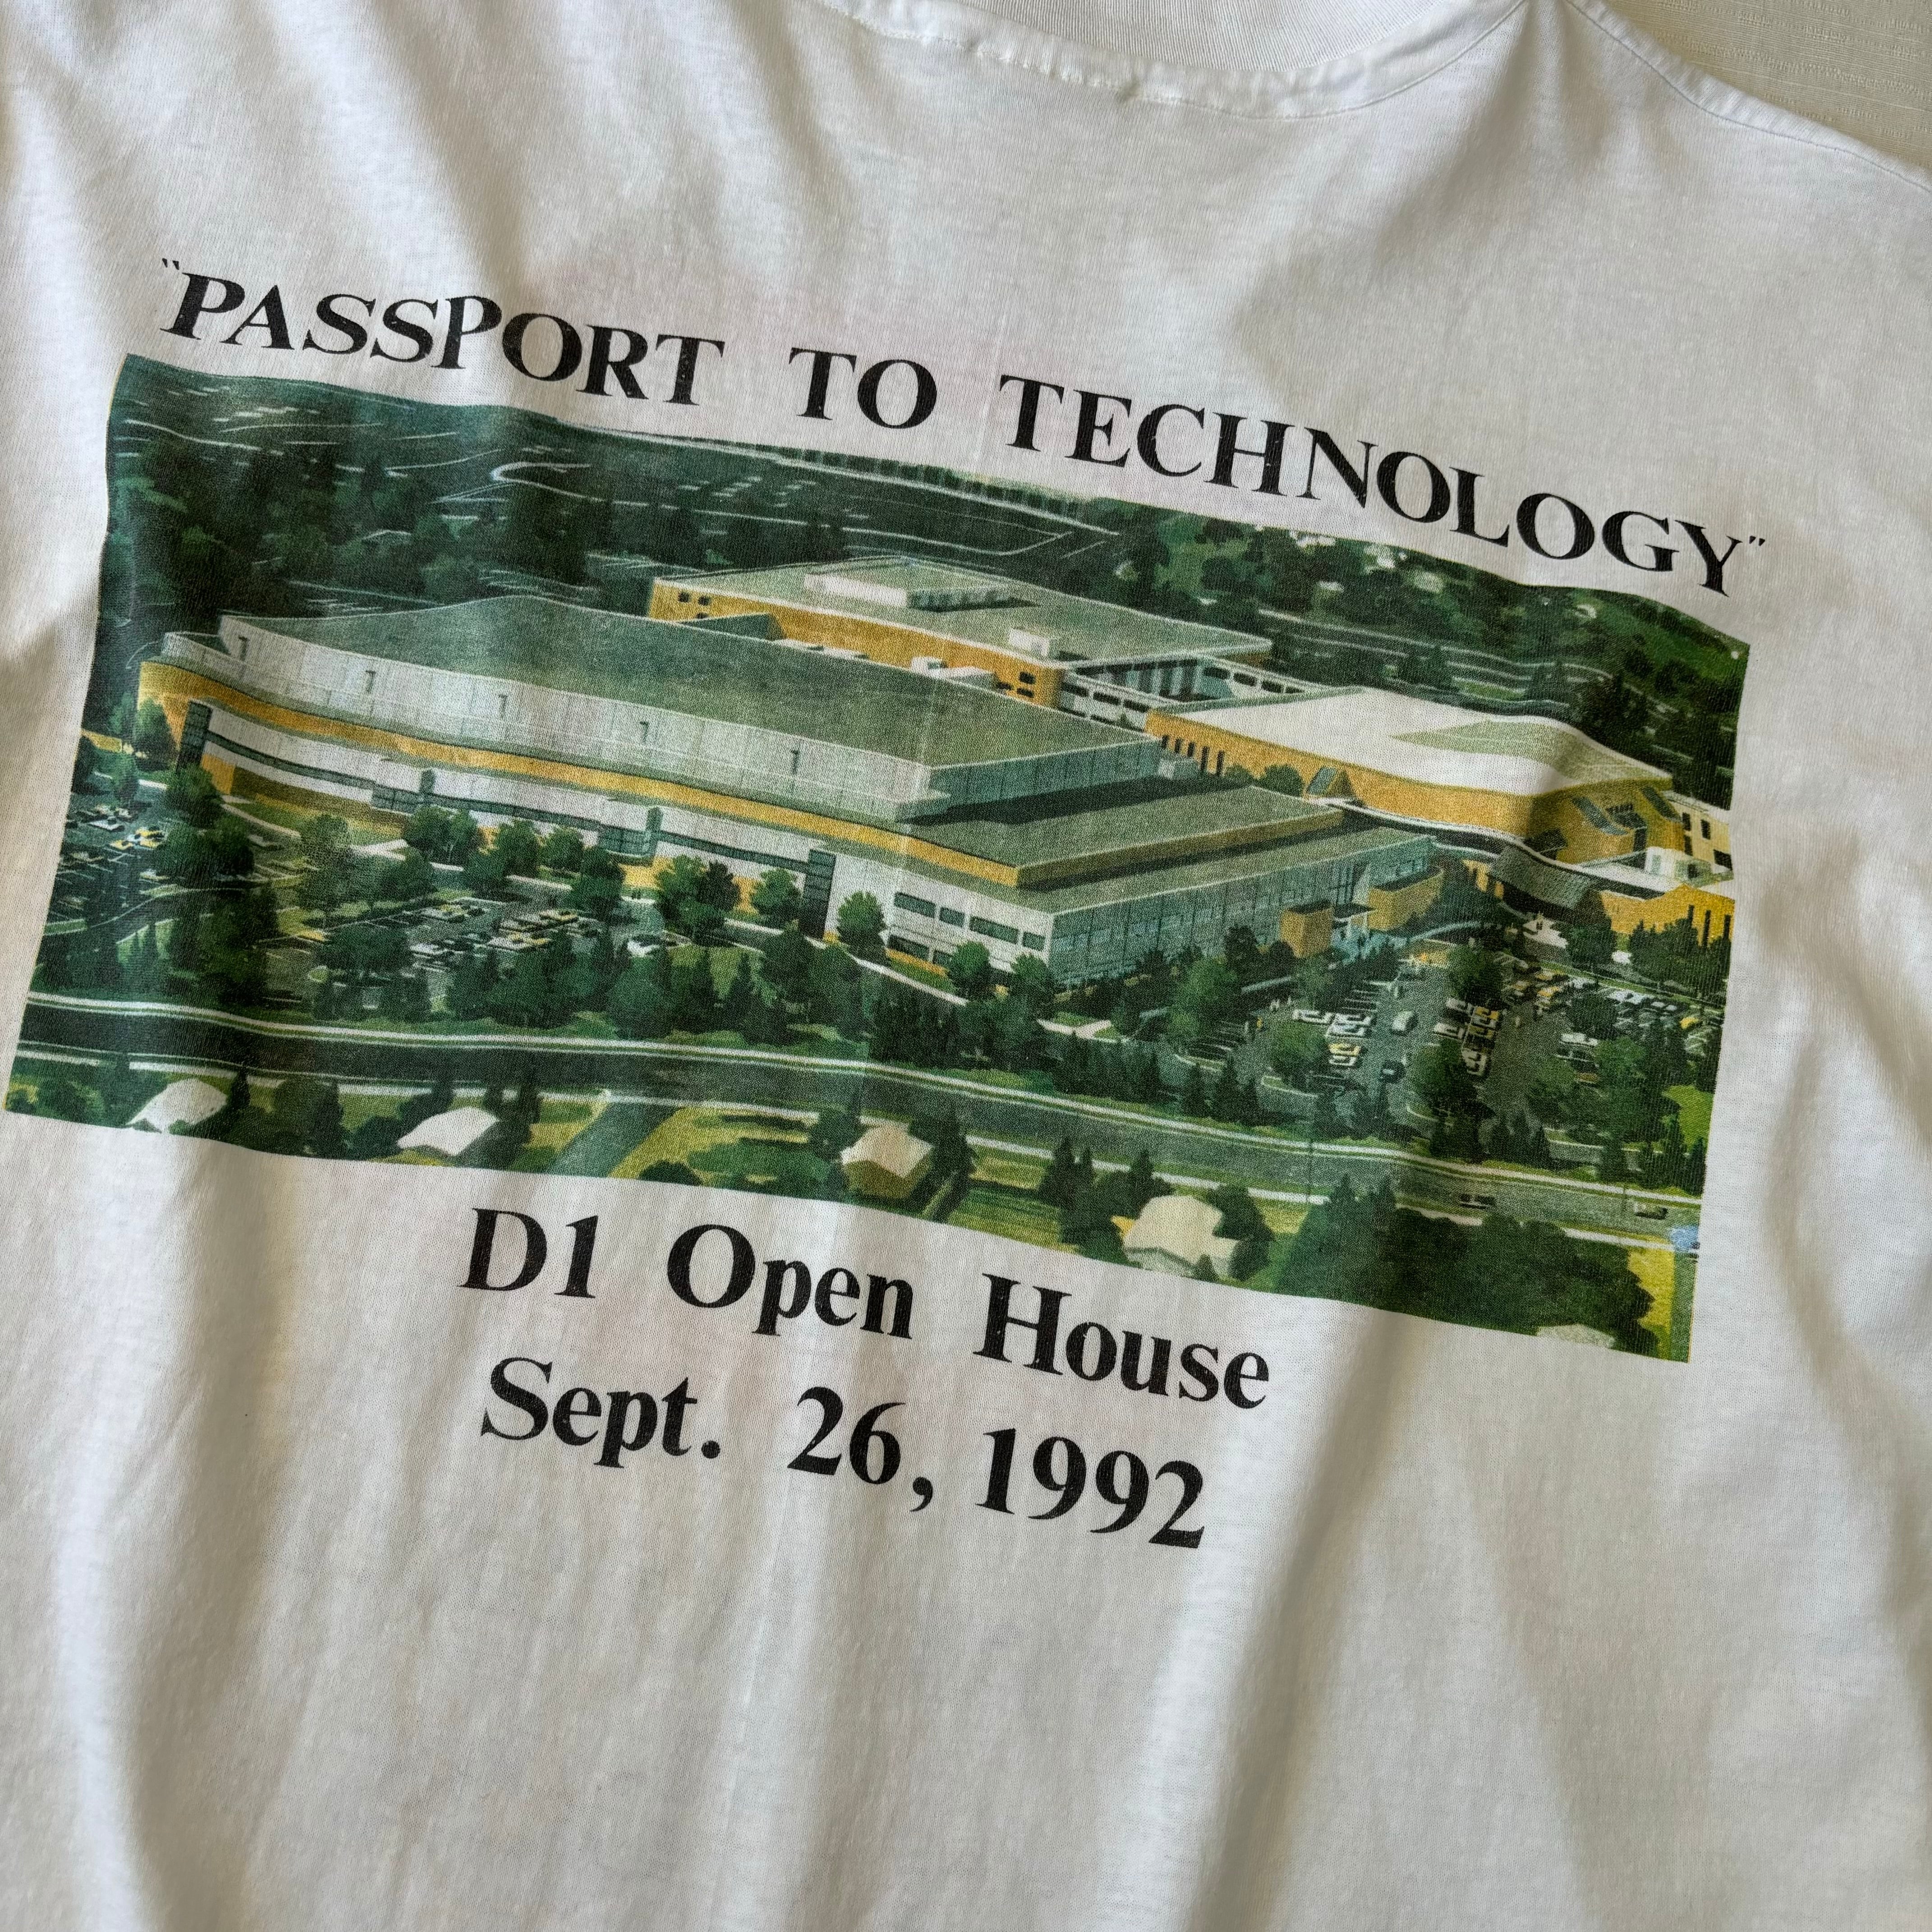 "PASSPORT TO TECHNOLOGY"
D1 Open House
Sept. 26, 1992